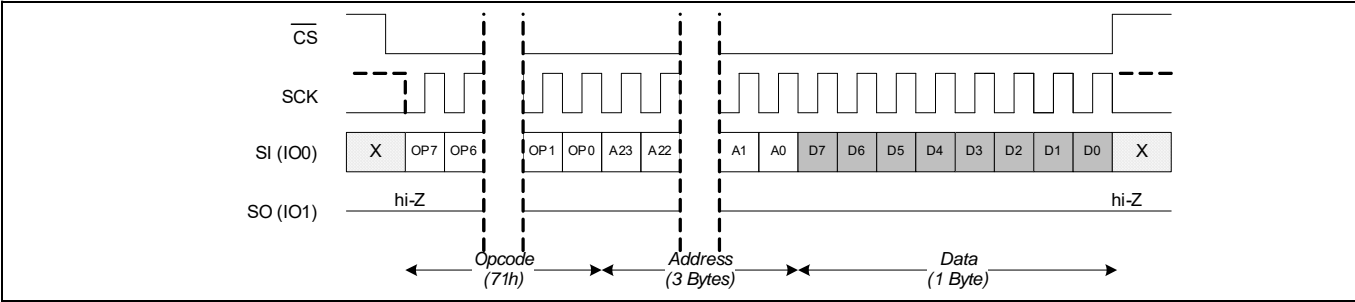 CS
SCK
SI (IO0) X OP7 OP6 OP1 OP0 A23 A22 A1 A0 D7 D6 D5 D4 D3 D2 D1 D0 X
hi-Z hi-Z
SO (IO1)
Opcode Address Data
(71h) (3 Bytes) (1 Byte)